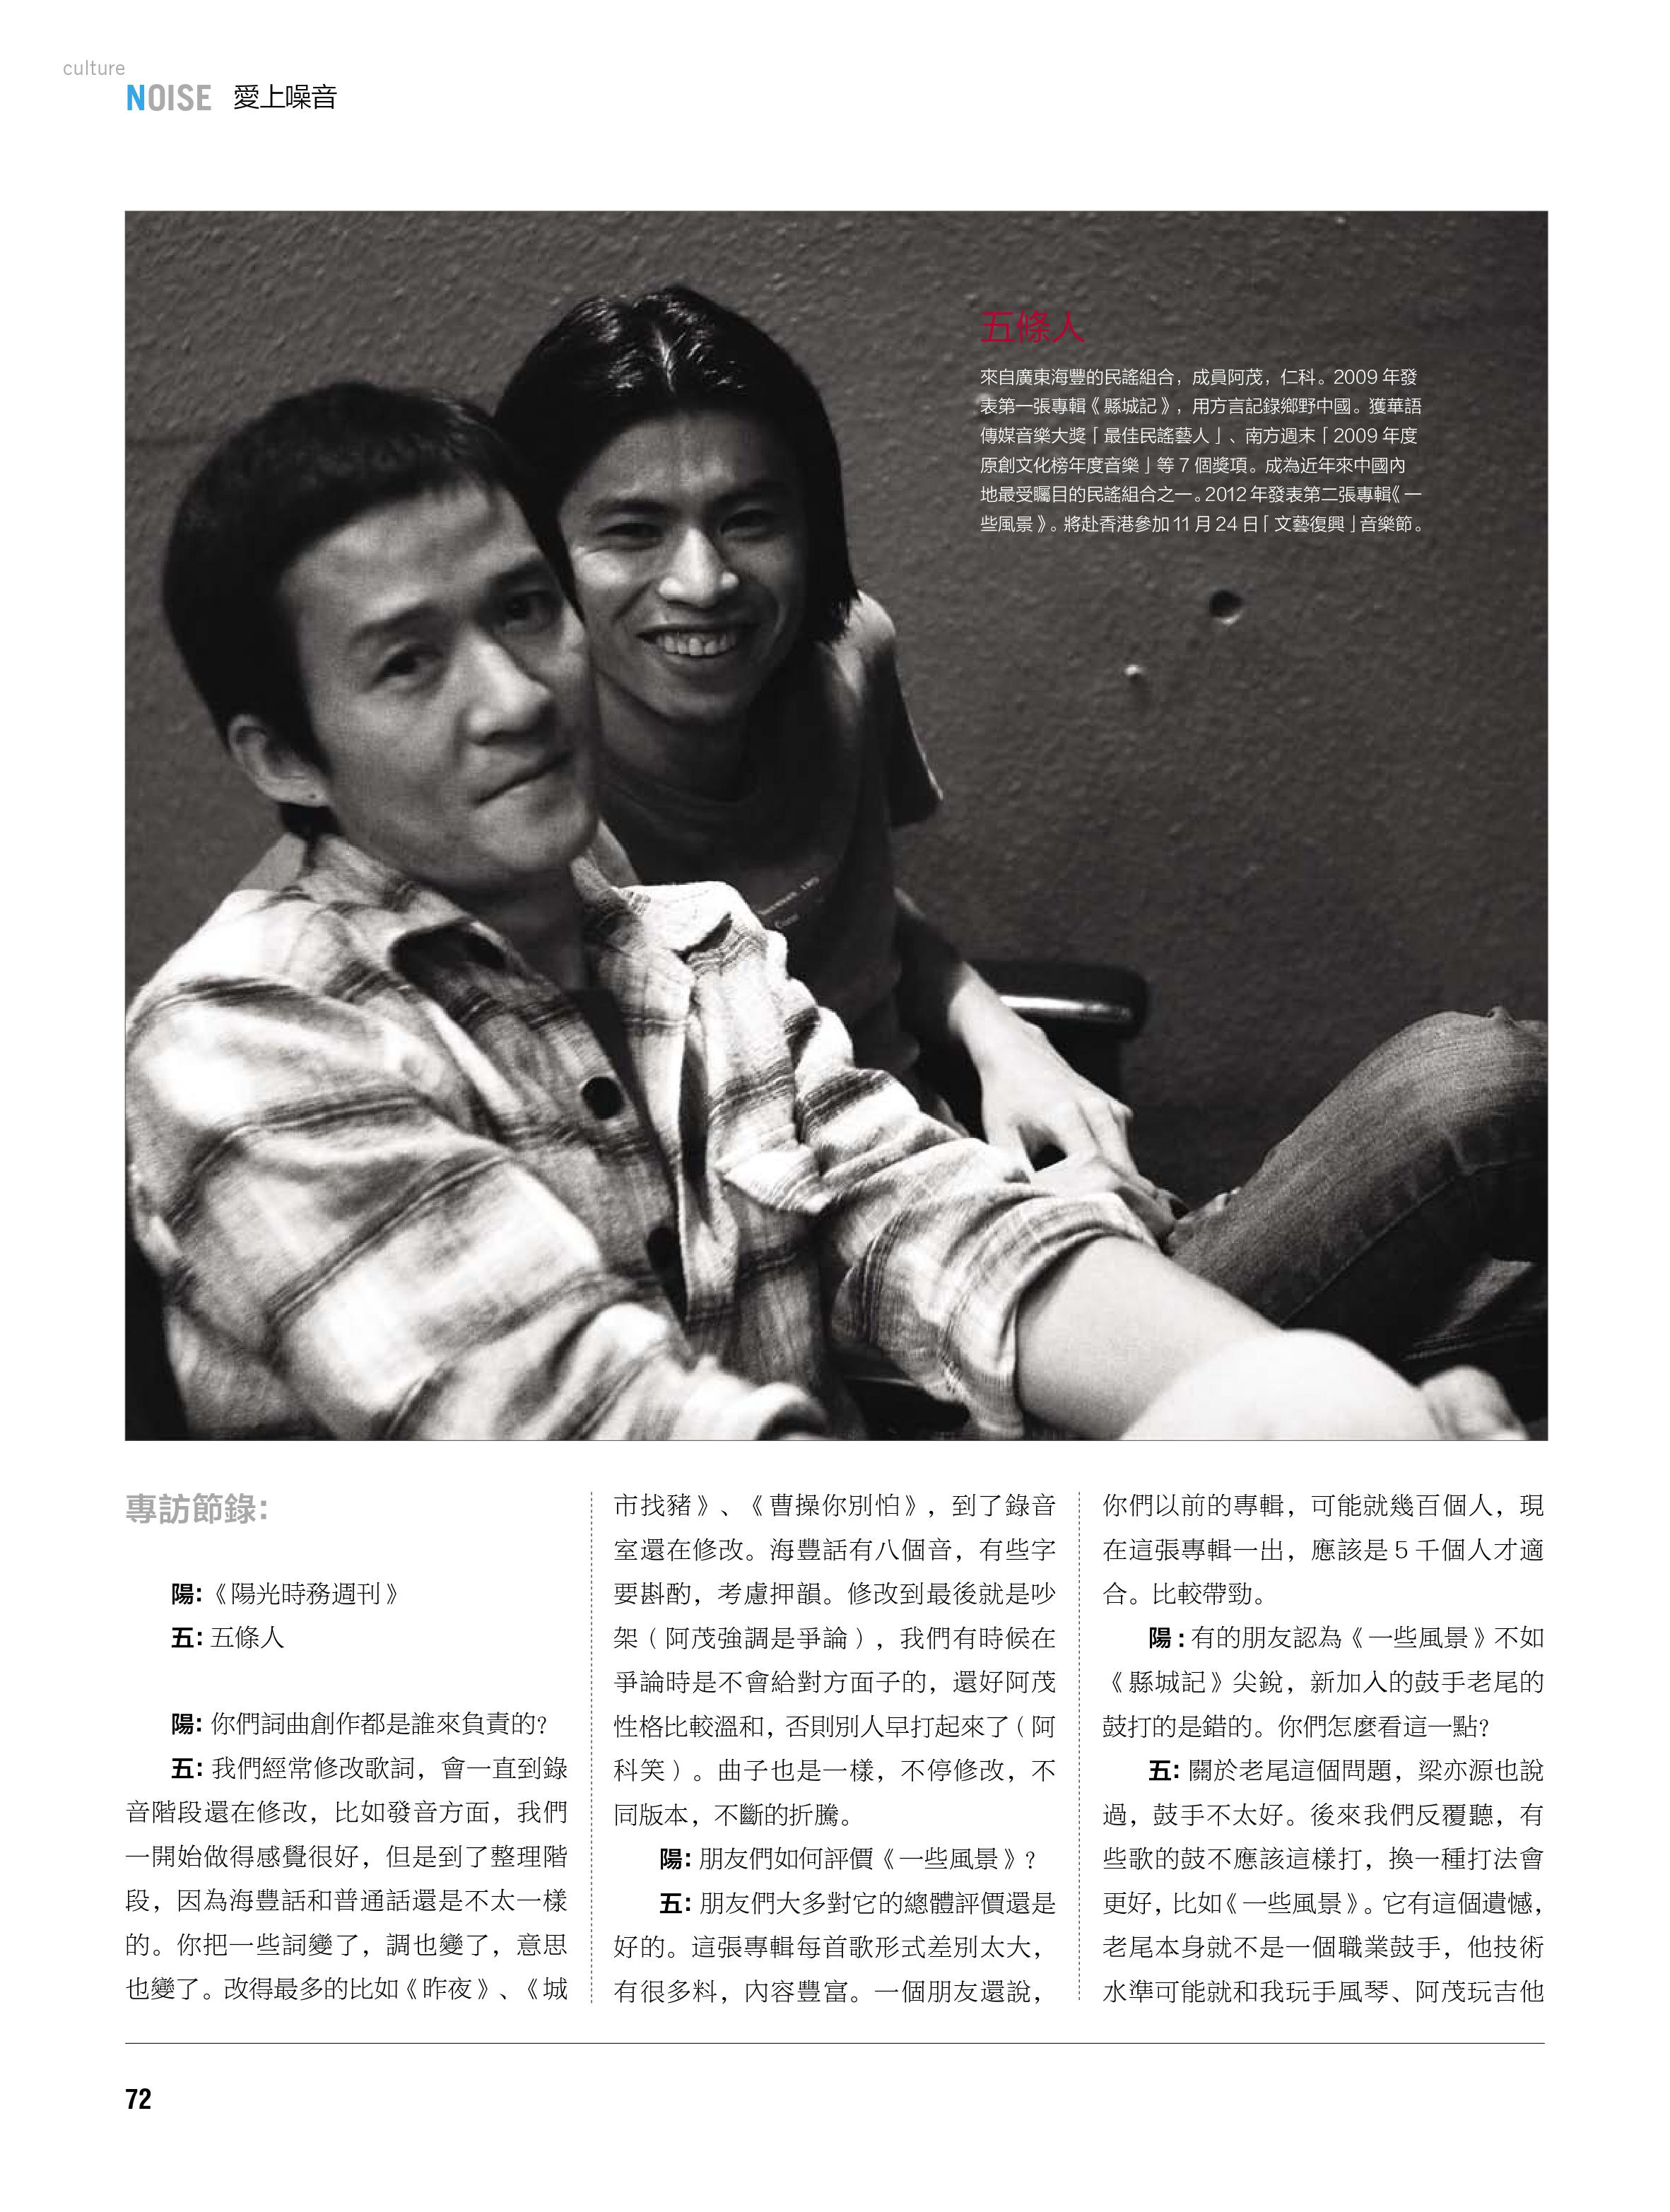 culture
NOISE 愛上噪音
五條人
來自廣東海豐的民謠組合，成員阿茂，仁科。2009 年發
表第一張專輯《縣城記》，用方言記錄鄉野中國。獲華語
傳媒音樂大獎「最佳民謠藝人」、南方週末「2009 年度
原創文化榜年度音樂」等 7 個獎項。成為近年來中國內
地最受矚目的民謠組合之一。2012 年發表第二張專輯《一
些風景》。將赴香港參加 11 月 24 日「文藝復興」音樂節。
專訪節錄：
陽：《陽光時務週刊》
五：五條人
陽：你們詞曲創作都是誰來負責的？
五：我們經常修改歌詞，會一直到錄
音階段還在修改，比如發音方面，我們
一開始做得感覺很好，但是到了整理階
段，因為海豐話和普通話還是不太一樣
的。你把一些詞變了，調也變了，意思
也變了。改得最多的比如《昨夜》、《城
市找豬》、《曹操你別怕》，到了錄音
室還在修改。海豐話有八個音，有些字
要斟酌，考慮押韻。修改到最後就是吵
架（阿茂強調是爭論），我們有時候在
爭論時是不會給對方面子的，還好阿茂
性格比較溫和，否則別人早打起來了（阿
科笑）。曲子也是一樣，不停修改，不
同版本，不斷的折騰。
陽：朋友們如何評價《一些風景》？
五：朋友們大多對它的總體評價還是
好的。這張專輯每首歌形式差別太大，
有很多料，內容豐富。一個朋友還說，
你們以前的專輯，可能就幾百個人，現
在這張專輯一出，應該是 5 千個人才適
合。比較帶勁。
陽：有的朋友認為《一些風景》不如
《縣城記》尖銳，新加入的鼓手老尾的
鼓打的是錯的。你們怎麼看這一點？
五：關於老尾這個問題，梁亦源也說
過，鼓手不太好。後來我們反覆聽，有
些歌的鼓不應該這樣打，換一種打法會
更好，比如《一些風景》。它有這個遺憾，
老尾本身就不是一個職業鼓手，他技術
水準可能就和我玩手風琴、阿茂玩吉他
72